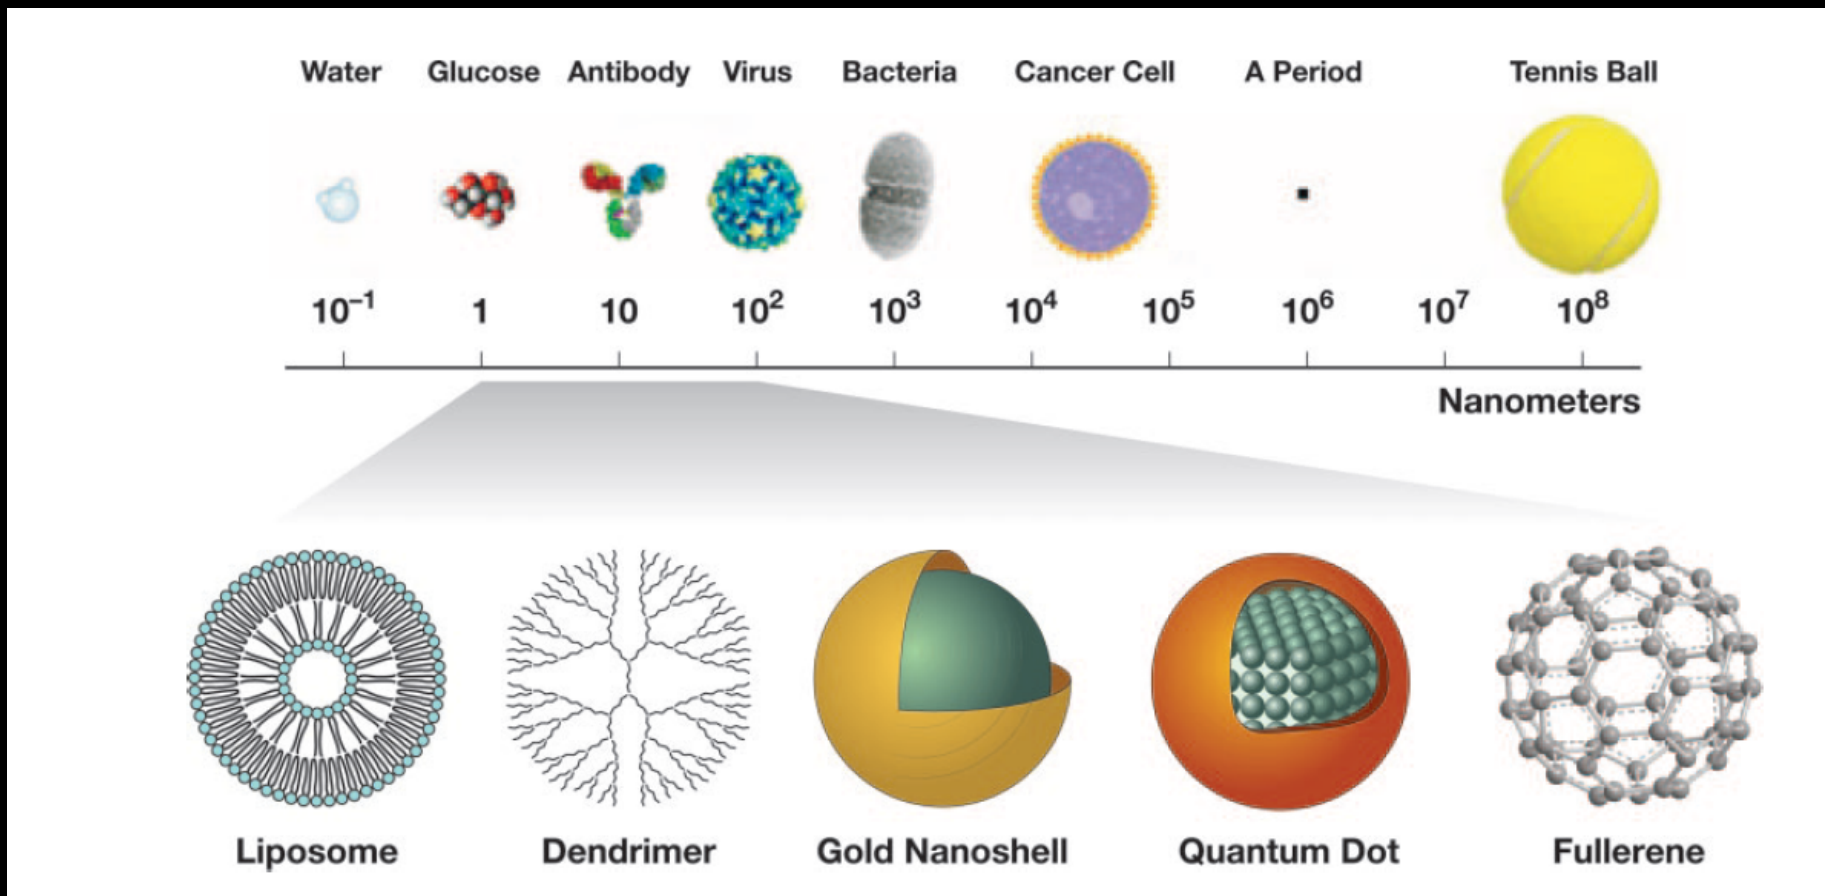 Water Glucose Antibody Virus Bacteria Cancer Cell A Period Tennis Ball
10⁻¹ 1 10 10² 10³ 10⁴ 10⁵ 10⁶ 10⁷ 10⁸
Nanometers
Liposome Dendrimer Gold Nanoshell Quantum Dot Fullerene